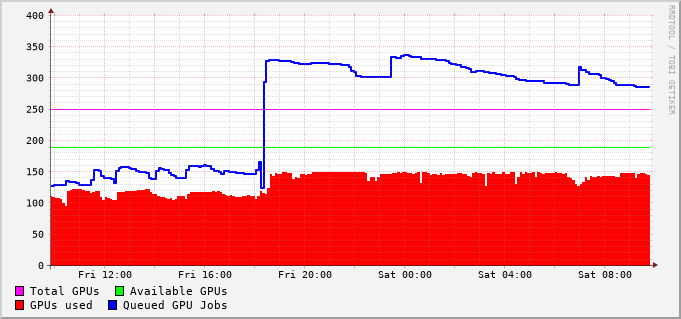 400
350
300
250
200
150
100
50
0
Fri 12:00 Fri 16:00 Fri 20:00 Sat 00:00 Sat 04:00 Sat 08:00
Total GPUs Available GPUs
GPUs used Queued GPU Jobs
RRDTOOL / TOBI OETIKER